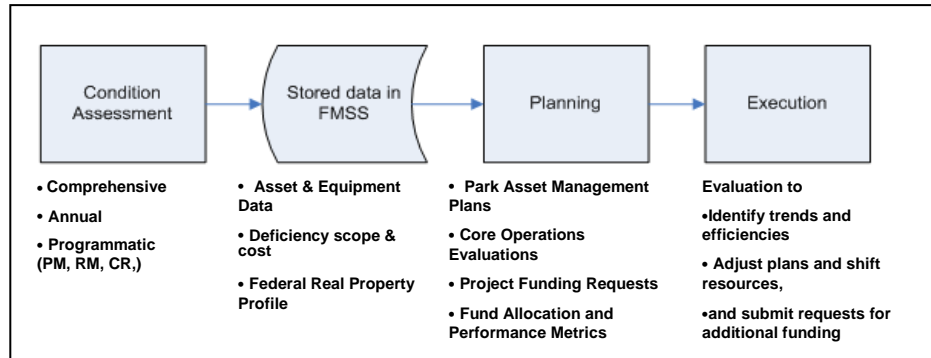 Condition
Assessment
Stored data in
FMSS
Planning
Execution
• Comprehensive
• Annual
• Programmatic
(PM, RM, CR,)
• Asset & Equipment
Data
• Deficiency scope &
cost
• Federal Real Property
Profile
• Park Asset Management
Plans
• Core Operations
Evaluations
• Project Funding Requests
• Fund Allocation and
Performance Metrics
Evaluation to
•Identify trends and
efficiencies
• Adjust plans and shift
resources,
•and submit requests for
additional funding